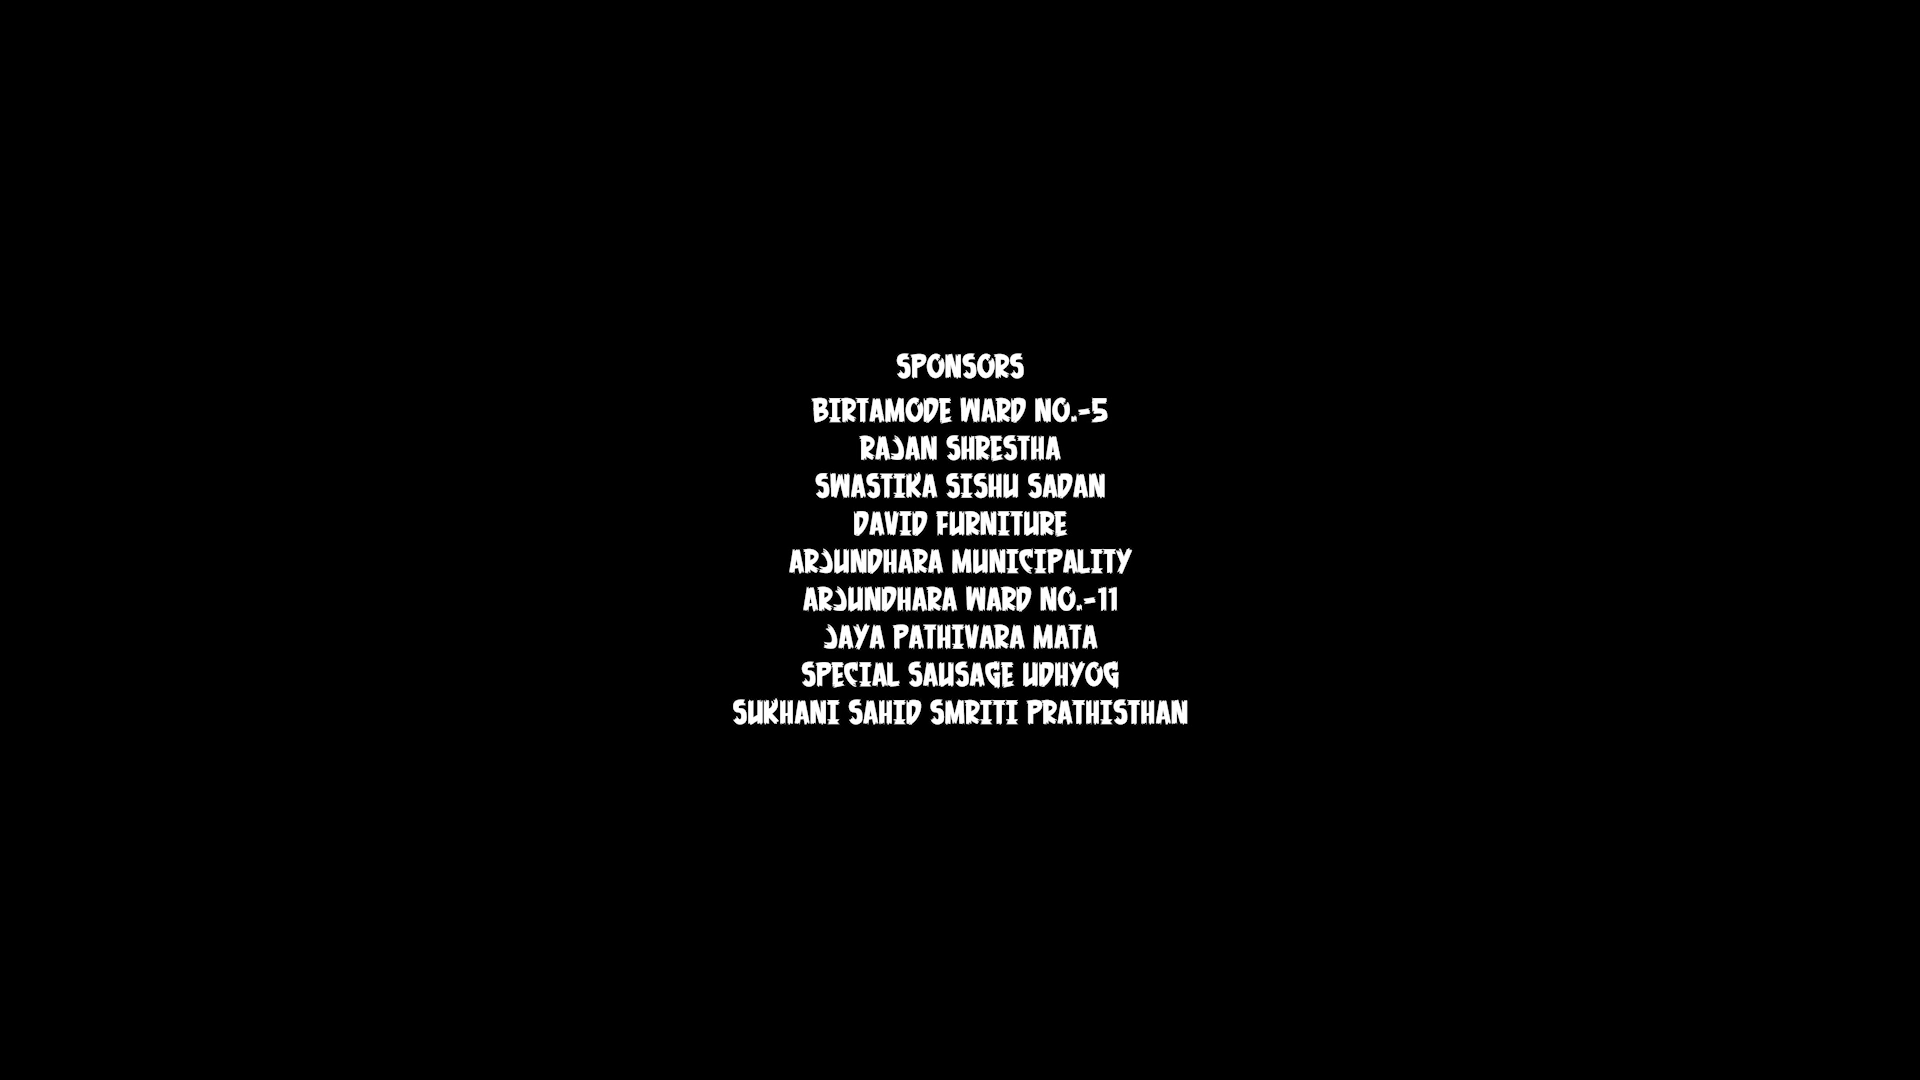 SPONSORS
BIRTAMODE WARD NO.-5
RAJAN SHRESTHA
SWASTIKA SISHU SADAN
DAVID FURNITURE
ARJUNDHARA MUNICIPALITY
ARJUNDHARA WARD NO.-11
JAYA PATHIVARA MATA
SPECIAL SAUSAGE UDHYOG
SUKHANI SAHID SMRITI PRATHISTHAN